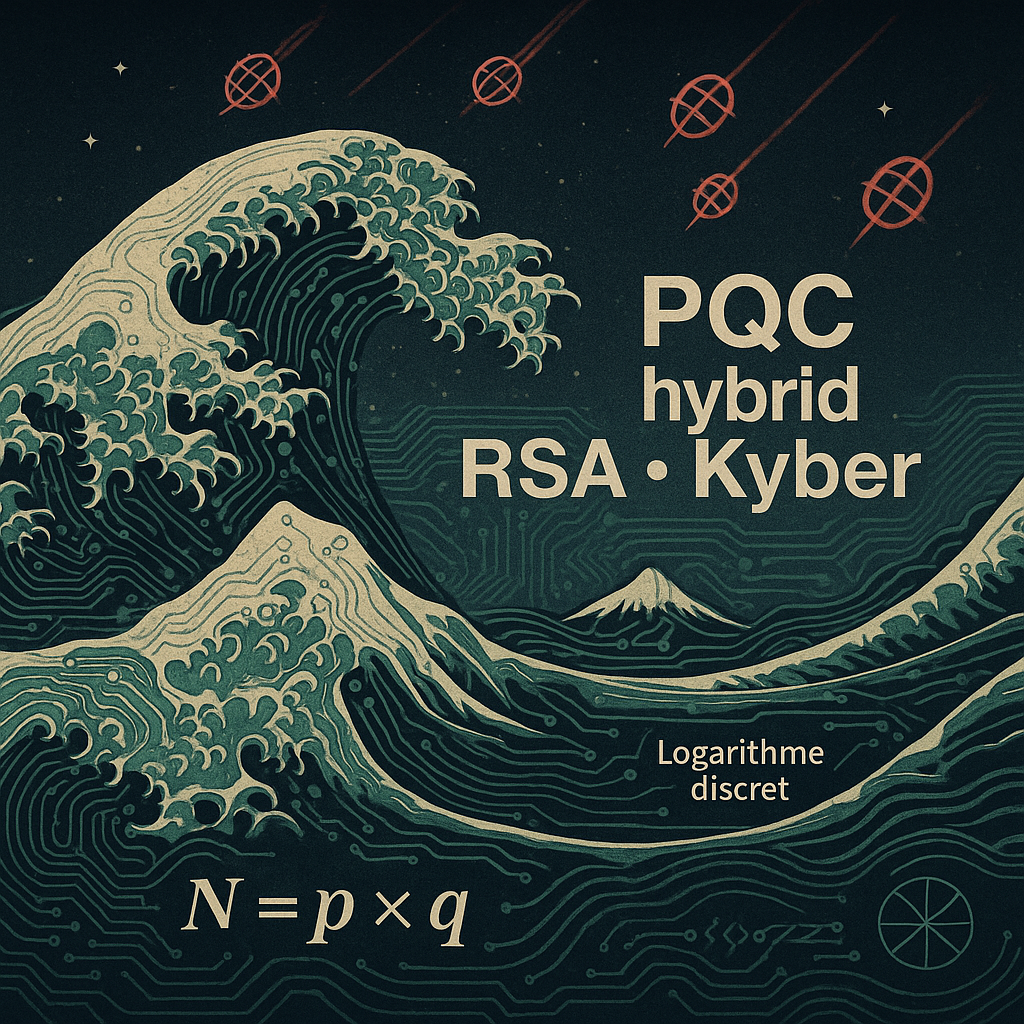 PQC
hybrid
RSA • Kyber
Logarithme
discret
N = p × q